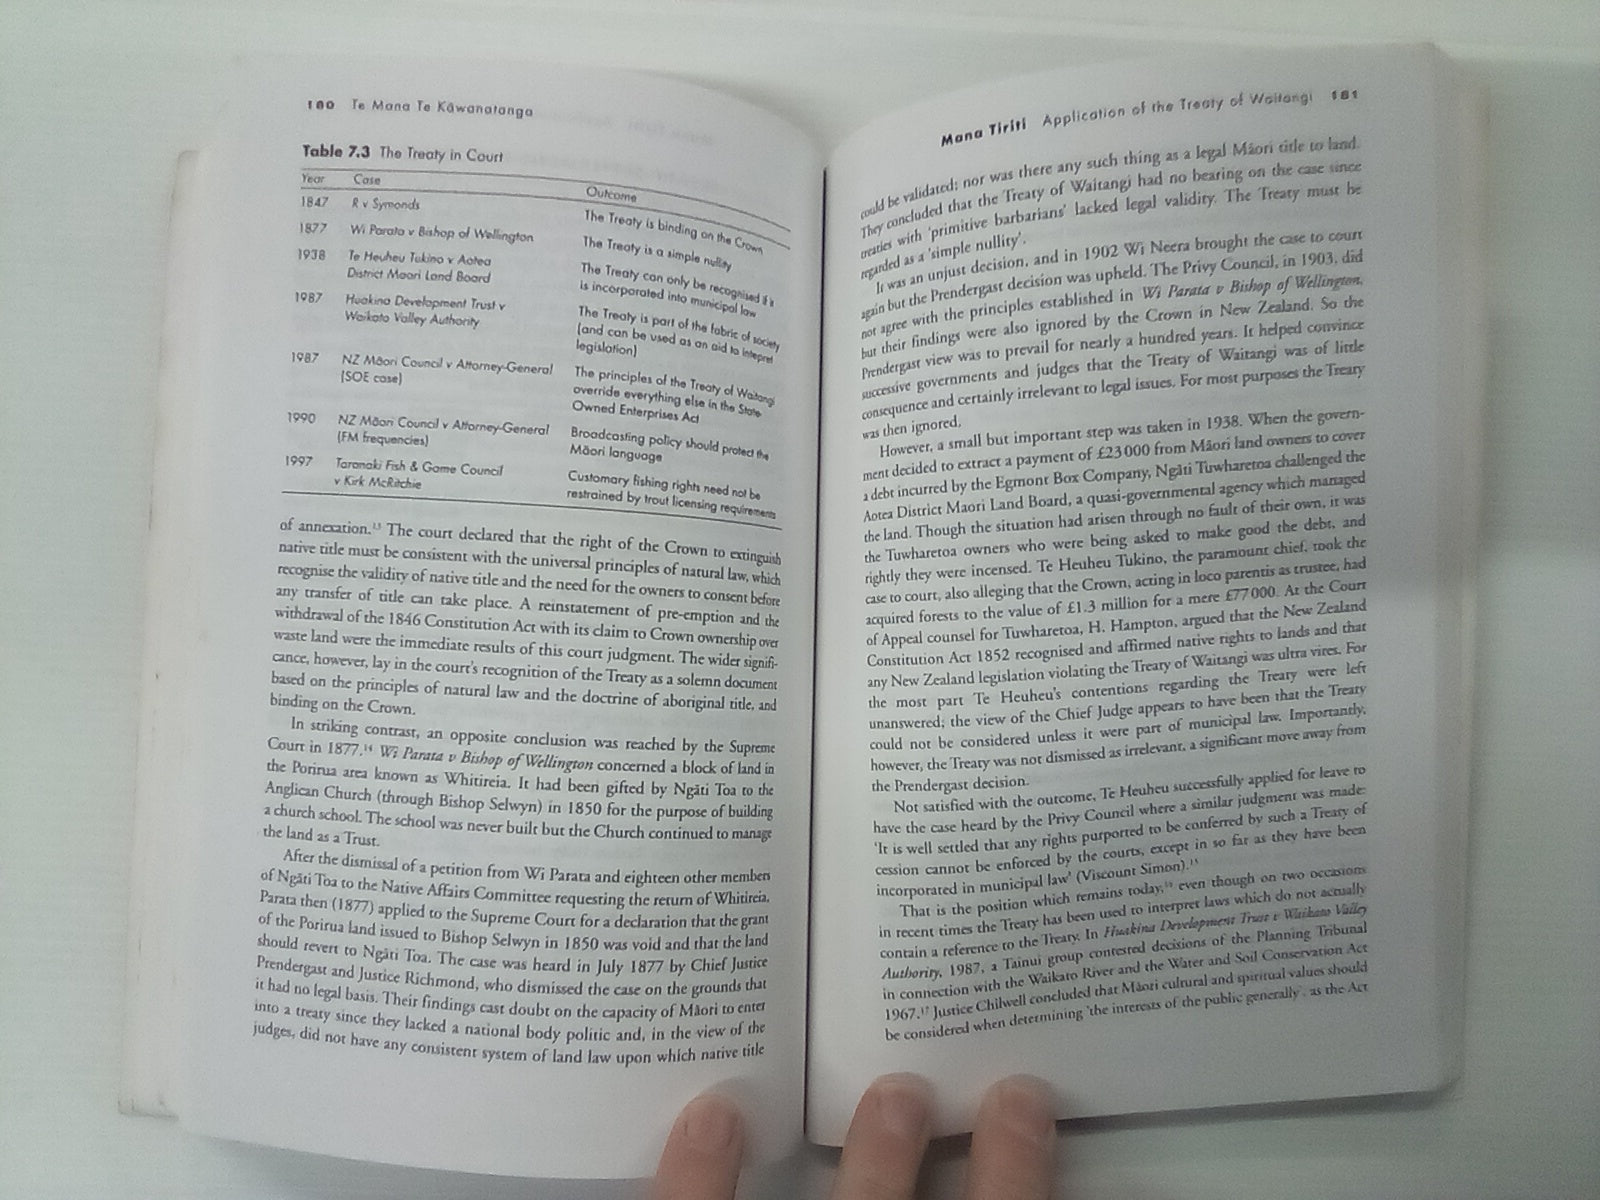 180 Te Mana Te Kāwanatanga
Table 7.3 The Treaty in Court
Year Case Outcome
1847 R v Symonds The Treaty is binding on the Crown
1877 Wi Parata v Bishop of Wellington The Treaty is a simple nullity
1938 Te Heuheu Tukino v Aotea The Treaty can only be recognised if it
District Maori Land Board is incorporated into municipal law
1987 Huakina Development Trust v The Treaty is part of the fabric of society
Waikato Valley Authority (and can be used as an aid to intepret
legislation)
1987 NZ Māori Council v Attorney-General The principles of the Treaty of Waitangi
(SOE case) override everything else in the State
Owned Enterprises Act
1990 NZ Māori Council v Attorney-General Broadcasting policy should protect the
(FM frequencies) Māori language
1997 Taranaki Fish & Game Council Customary fishing rights need not be
v Kirk McRitchie restrained by trout licensing requirements
of annexation.13 The court declared that the right of the Crown to extinguish
native title must be consistent with the universal principles of natural law, which
recognise the validity of native title and the need for the owners to consent before
any transfer of title can take place. A reinstatement of pre-emption and the
withdrawal of the 1846 Constitution Act with its claim to Crown ownership over
waste land were the immediate results of this court judgment. The wider signifi-
cance, however, lay in the court's recognition of the Treaty as a solemn document
based on the principles of natural law and the doctrine of aboriginal title, and
binding on the Crown.
In striking contrast, an opposite conclusion was reached by the Supreme
Court in 1877.14 Wi Parata v Bishop of Wellington concerned a block of land in
the Porirua area known as Whitireia. It had been gifted by Ngāti Toa to the
Anglican Church (through Bishop Selwyn) in 1850 for the purpose of building
a church school. The school was never built but the Church continued to manage
the land as a Trust.
After the dismissal of a petition from Wi Parata and eighteen other members
of Ngāti Toa to the Native Affairs Committee requesting the return of Whitireia,
Parata then (1877) applied to the Supreme Court for a declaration that the grant
of the Porirua land issued to Bishop Selwyn in 1850 was void and that the land
should revert to Ngāti Toa. The case was heard in July 1877 by Chief Justice
Prendergast and Justice Richmond, who dismissed the case on the grounds that
it had no legal basis. Their findings cast doubt on the capacity of Māori to enter
into a treaty since they lacked a national body politic and, in the view of the
judges, did not have any consistent system of land law upon which native title
Mana Tiriti Application of the Treaty of Waitangi 181
could be validated; nor was there any such thing as a legal Māori title to land.
They concluded that the Treaty of Waitangi had no bearing on the case since
treaties with 'primitive barbarians' lacked legal validity. The Treaty must be
regarded as a 'simple nullity'.
It was an unjust decision, and in 1902 Wi Neera brought the case to court
again but the Prendergast decision was upheld. The Privy Council, in 1903, did
not agree with the principles established in Wi Parata v Bishop of Wellington,
but their findings were also ignored by the Crown in New Zealand. So the
Prendergast view was to prevail for nearly a hundred years. It helped convince
successive governments and judges that the Treaty of Waitangi was of little
consequence and certainly irrelevant to legal issues. For most purposes the Treaty
was then ignored.
However, a small but important step was taken in 1938. When the govern-
ment decided to extract a payment of £23 000 from Māori land owners to cover
a debt incurred by the Egmont Box Company, Ngāti Tuwharetoa challenged the
Aotea District Maori Land Board, a quasi-governmental agency which managed
the land. Though the situation had arisen through no fault of their own, it was
the Tuwharetoa owners who were being asked to make good the debt, and
rightly they were incensed. Te Heuheu Tukino, the paramount chief, took the
case to court, also alleging that the Crown, acting in loco parentis as trustee, had
acquired forests to the value of £1.3 million for a mere £77 000. At the Court
of Appeal counsel for Tuwharetoa, H. Hampton, argued that the New Zealand
Constitution Act 1852 recognised and affirmed native rights to lands and that
any New Zealand legislation violating the Treaty of Waitangi was ultra vires. For
the most part Te Heuheu's contentions regarding the Treaty were left
unanswered; the view of the Chief Judge appears to have been that the Treaty
could not be considered unless it were part of municipal law. Importantly,
however, the Treaty was not dismissed as irrelevant, a significant move away from
the Prendergast decision.
Not satisfied with the outcome, Te Heuheu successfully applied for leave to
have the case heard by the Privy Council where a similar judgment was made:
'It is well settled that any rights purported to be conferred by such a Treaty of
cession cannot be enforced by the courts, except in so far as they have been
incorporated in municipal law' (Viscount Simon).15
That is the position which remains today,16 even though on two occasions
in recent times the Treaty has been used to interpret laws which do not actually
contain a reference to the Treaty. In Huakina Development Trust v Waikato Valley
Authority, 1987, a Tainui group contested decisions of the Planning Tribunal
in connection with the Waikato River and the Water and Soil Conservation Act
1967.17 Justice Chilwell concluded that Māori cultural and spiritual values should
be considered when determining 'the interests of the public generally', as the Act